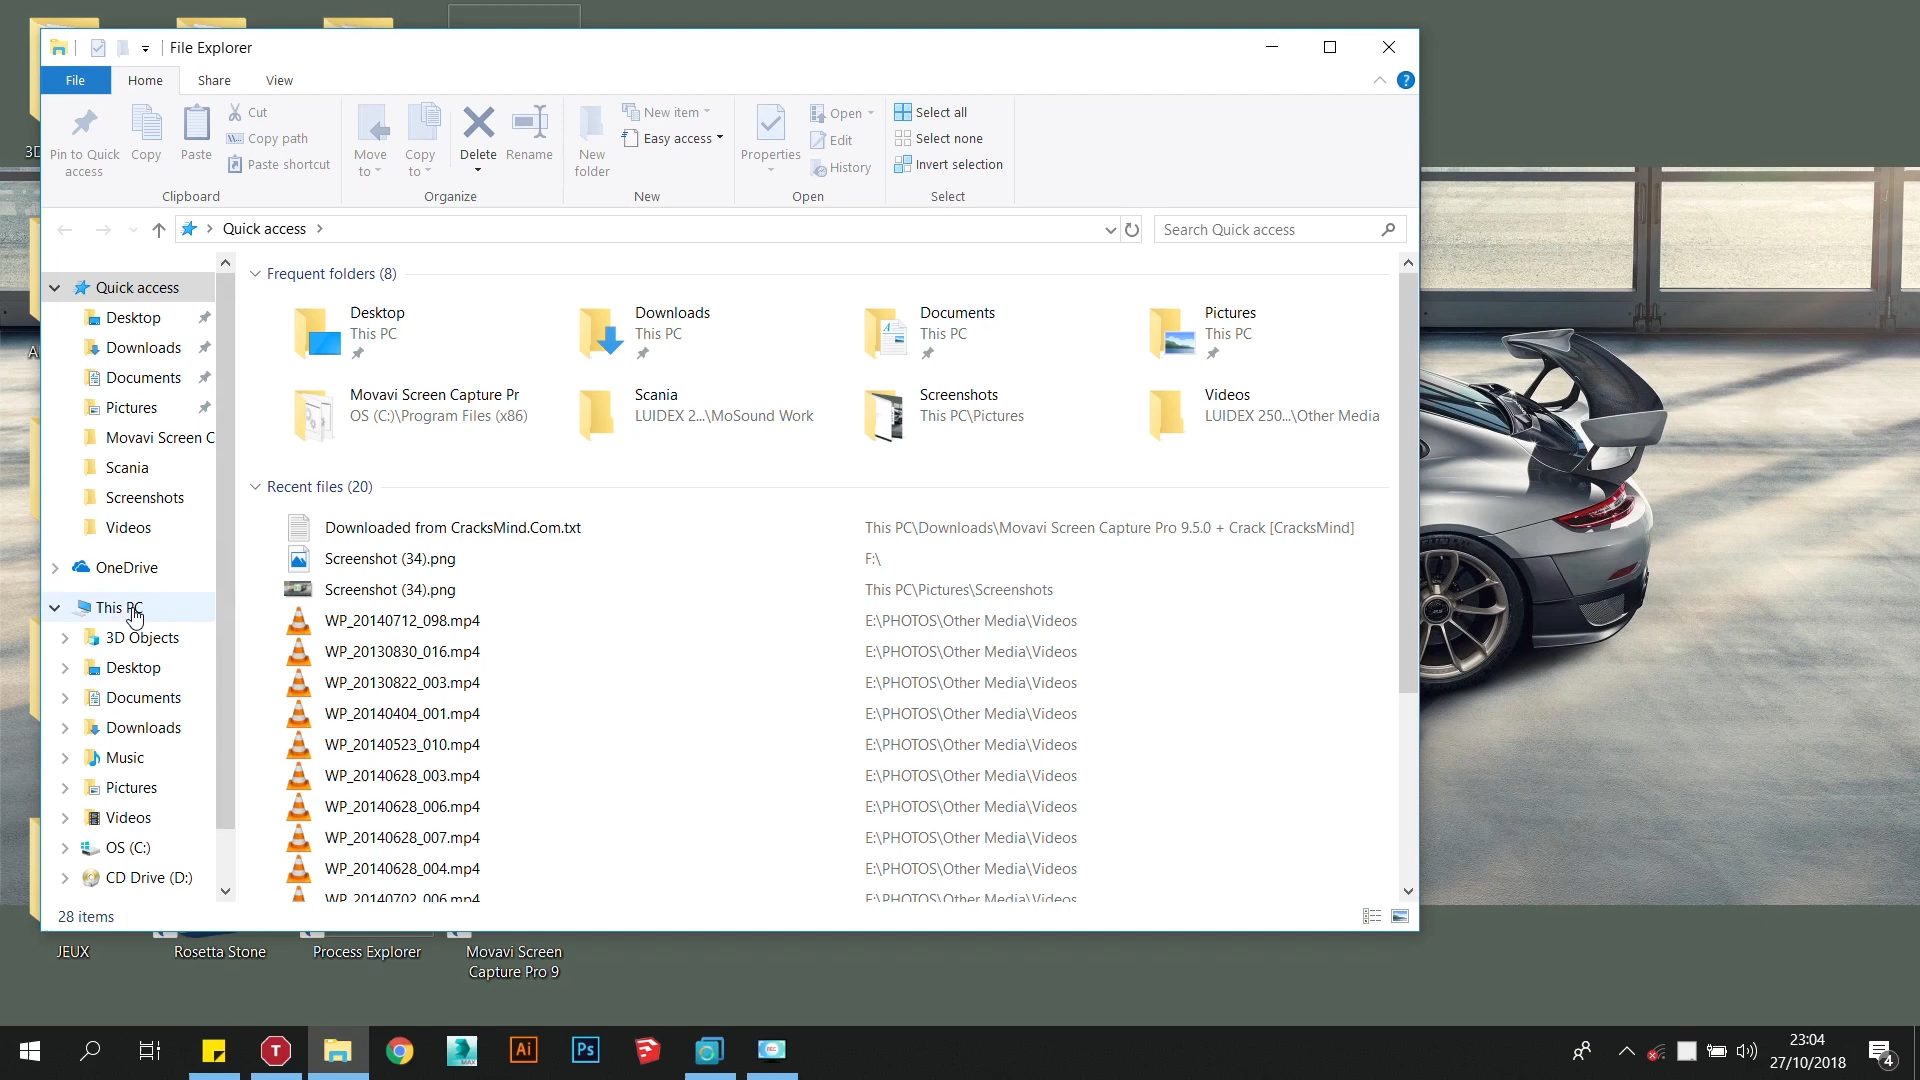 File Explorer
File
Home
Share
View
Pin to Quick access
Copy
Paste
Cut
Copy path
Paste shortcut
Clipboard
Move to
Copy to
Delete
Rename
Organize
New folder
New item
Easy access
New
Properties
Open
Edit
History
Open
Select all
Select none
Invert selection
Select
Quick access
Search Quick access
Quick access
Desktop
Downloads
Documents
Pictures
Movavi Screen C
Scania
Screenshots
Videos
OneDrive
This PC
3D Objects
Desktop
Documents
Downloads
Music
Pictures
Videos
OS (C:)
CD Drive (D:)
Frequent folders (8)
Desktop
This PC
Downloads
This PC
Documents
This PC
Pictures
This PC
Movavi Screen Capture Pr
OS (C:)\Program Files (x86)
Scania
LUIDEX 2...\MoSound Work
Screenshots
This PC\Pictures
Videos
LUIDEX 250...\Other Media
Recent files (20)
Downloaded from CracksMind.Com.txt This PC\Downloads\Movavi Screen Capture Pro 9.5.0 + Crack [CracksMind]
Screenshot (34).png F:\
Screenshot (34).png This PC\Pictures\Screenshots
WP_20140712_098.mp4 E:\PHOTOS\Other Media\Videos
WP_20130830_016.mp4 E:\PHOTOS\Other Media\Videos
WP_20130822_003.mp4 E:\PHOTOS\Other Media\Videos
WP_20140404_001.mp4 E:\PHOTOS\Other Media\Videos
WP_20140523_010.mp4 E:\PHOTOS\Other Media\Videos
WP_20140628_003.mp4 E:\PHOTOS\Other Media\Videos
WP_20140628_006.mp4 E:\PHOTOS\Other Media\Videos
WP_20140628_007.mp4 E:\PHOTOS\Other Media\Videos
WP_20140628_004.mp4 E:\PHOTOS\Other Media\Videos
WP_20140702_006.mp4 E:\PHOTOS\Other Media\Videos
28 items
3D
A
JEUX
Rosetta Stone
Process Explorer
Movavi Screen
Capture Pro 9
T
MAX
Ai
Ps
23:04
27/10/2018
4